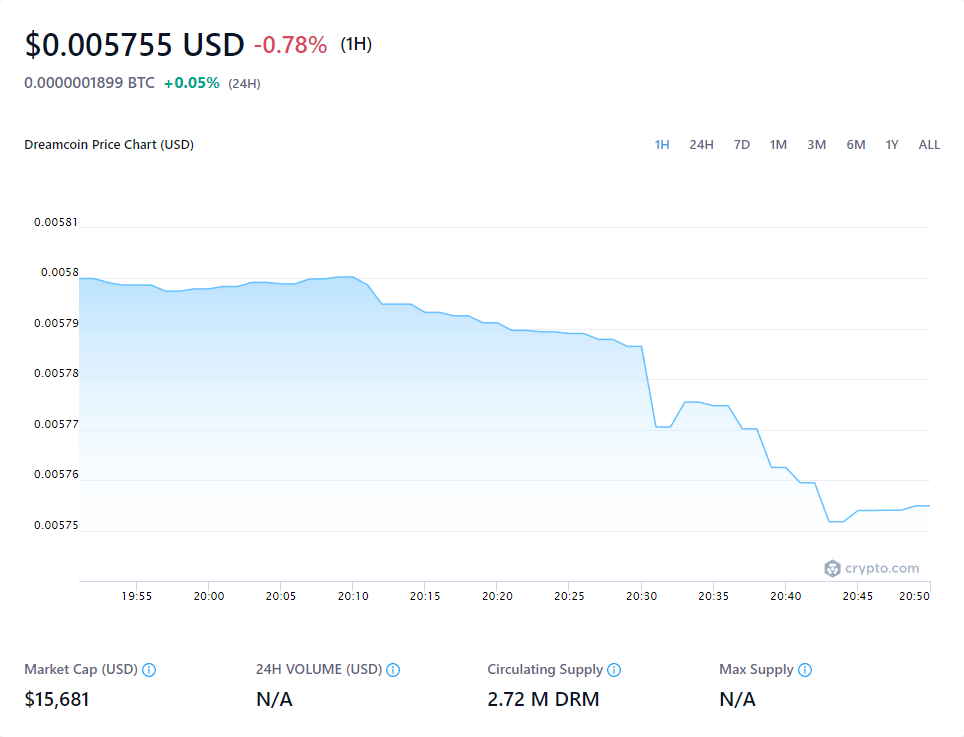 $0.005755 USD -0.78% (1H)
0.0000001899 BTC +0.05% (24H)
Dreamcoin Price Chart (USD) 1H 24H 7D 1M 3M 6M 1Y ALL
0.00581
0.0058
0.00579
0.00578
0.00577
0.00576
0.00575
crypto.com
19:55 20:00 20:05 20:10 20:15 20:20 20:25 20:30 20:35 20:40 20:45 20:50
Market Cap (USD) 24H VOLUME (USD) Circulating Supply Max Supply
$15,681 N/A 2.72 M DRM N/A